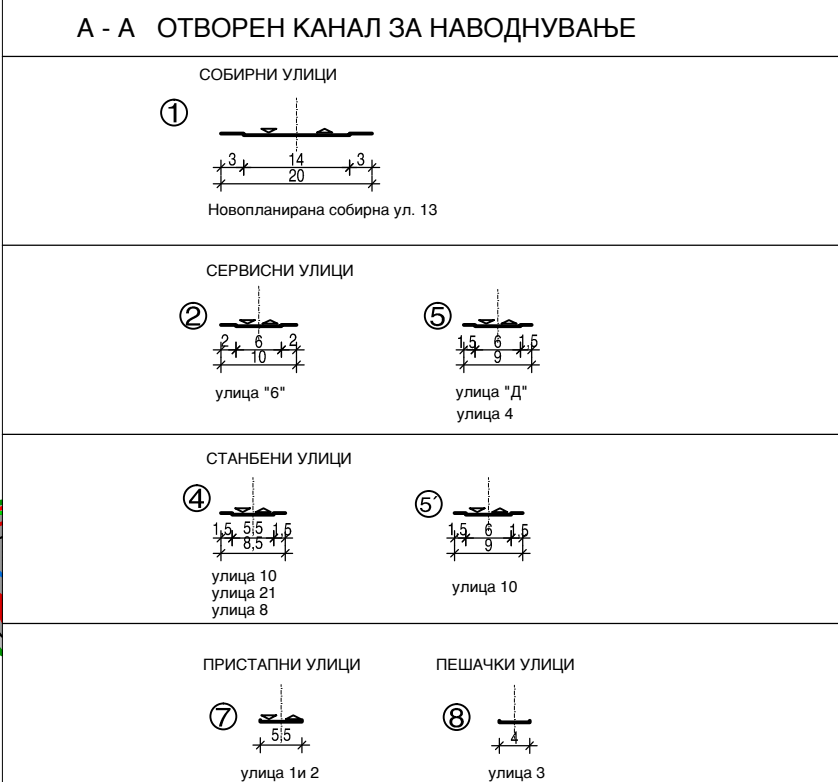 А - А ОТВОРЕН КАНАЛ ЗА НАВОДНУВАЊЕ
СОБИРНИ УЛИЦИ
1
3 14 3
20
Новопланирана собирна ул. 13
СЕРВИСНИ УЛИЦИ
2
2 6 2
10
улица "6"
5
1,5 6 1,5
9
улица "Д"
улица 4
СТАНБЕНИ УЛИЦИ
4
1,5 5,5 1,5
8,5
улица 10
улица 21
улица 8
5´
1,5 6 1,5
9
улица 10
ПРИСТАПНИ УЛИЦИ
7
5,5
улица 1и 2
ПЕШАЧКИ УЛИЦИ
8
4
улица 3